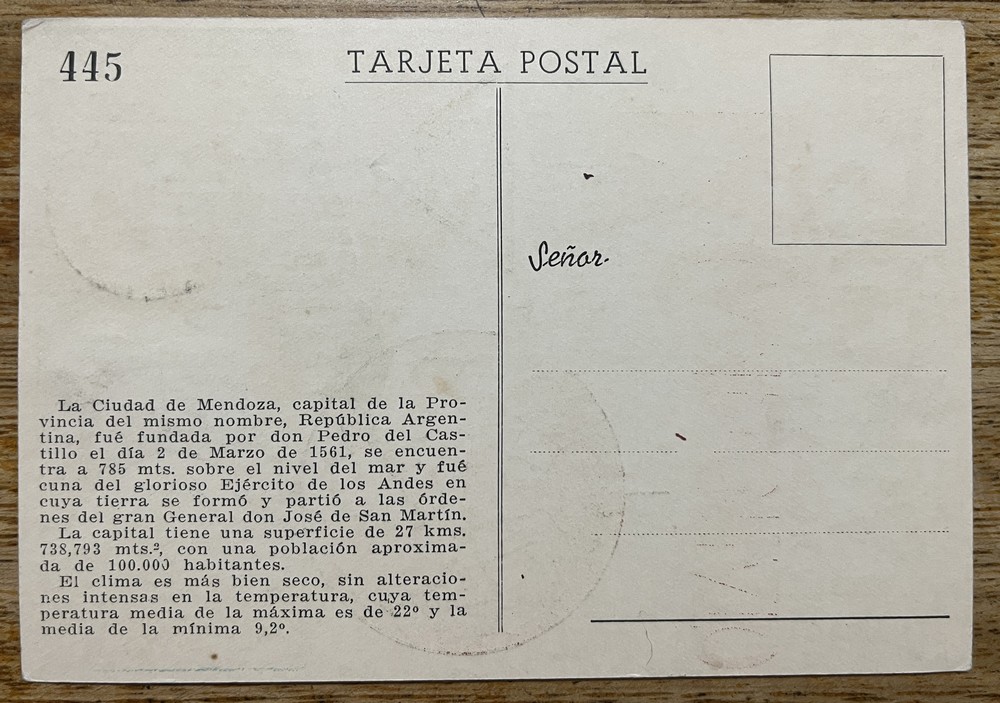 445
TARJETA POSTAL
Señor.
La Ciudad de Mendoza, capital de la Pro-
vincia del mismo nombre, República Argen-
tina, fué fundada por don Pedro del Cas-
tillo el día 2 de Marzo de 1561, se encuen-
tra a 785 mts. sobre el nivel del mar y fué
cuna del glorioso Ejército de los Andes en
cuya tierra se formó y partió a las órde-
nes del gran General don José de San Martín.
La capital tiene una superficie de 27 kms.
738,793 mts.², con una población aproxima-
da de 100.000 habitantes.
El clima es más bien seco, sin alteracio-
nes intensas en la temperatura, cuya tem-
peratura media de la máxima es de 22º y la
media de la mínima 9,2º.